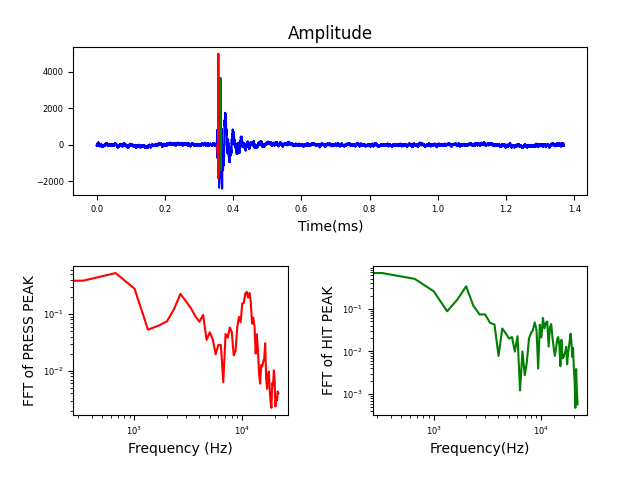 Amplitude
4000
2000
0
−2000
0.0 0.2 0.4 0.6 0.8 1.0 1.2 1.4
Time(ms)
FFT of PRESS PEAK
10⁻¹
10⁻²
10³ 10⁴
Frequency (Hz)
FFT of HIT PEAK
10⁻¹
10⁻²
10⁻³
10³ 10⁴
Frequency(Hz)